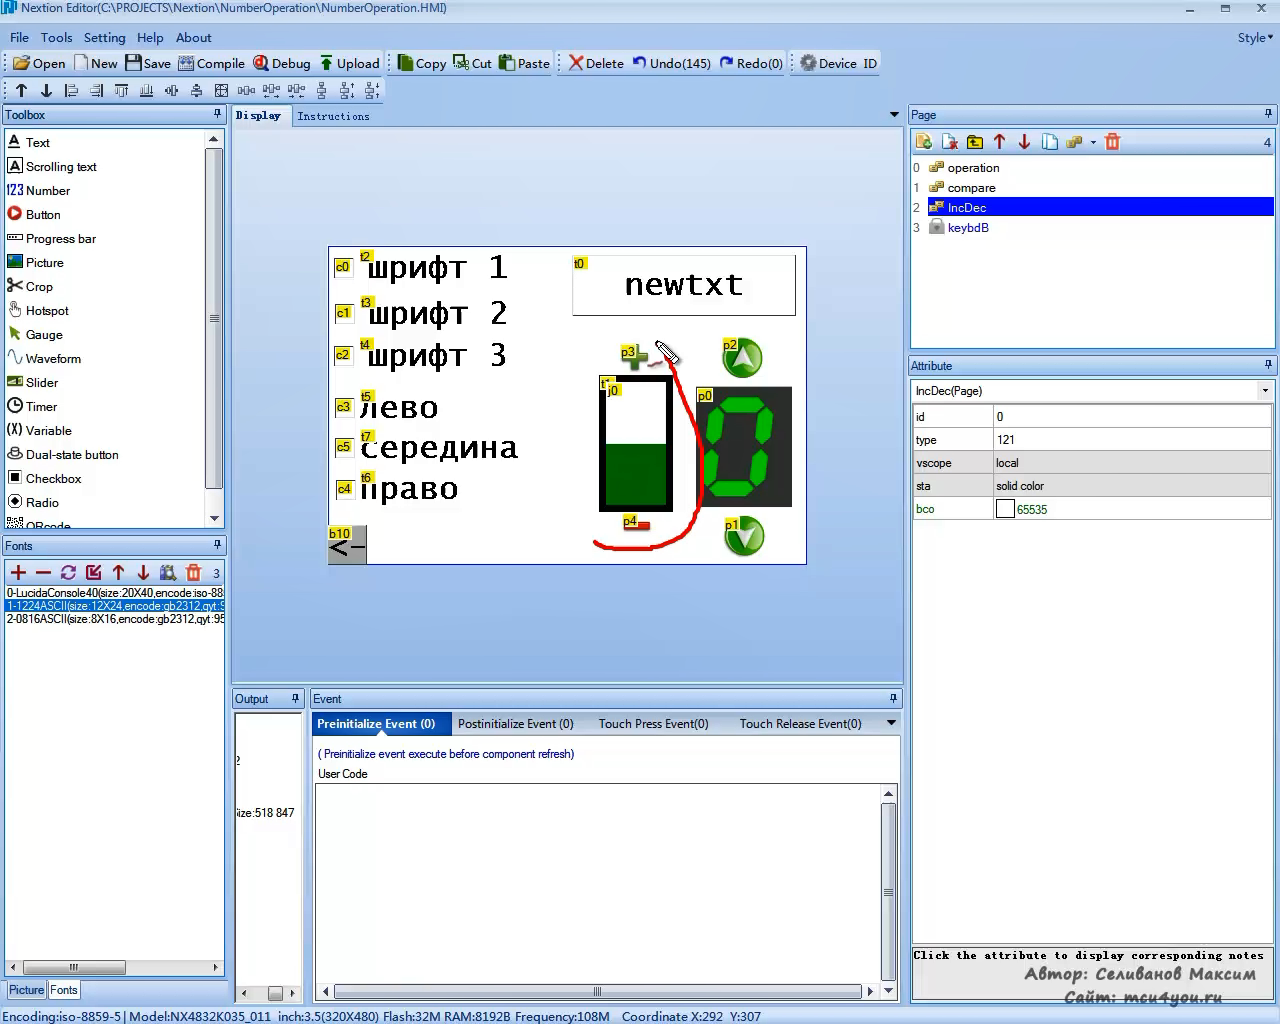 Nextion Editor(C:\PROJECTS\Nextion\NumberOperation\NumberOperation.HMI)
File Tools Setting Help About
Style
Open New Save Compile Debug Upload Copy Cut Paste Delete Undo(145) Redo(0) Device ID
Toolbox
Text
Scrolling text
123 Number
Button
Progress bar
Picture
Crop
Hotspot
Gauge
Waveform
Slider
Timer
(X) Variable
Dual-state button
Checkbox
Radio
QRcode
Fonts
3
0-LucidaConsole40(size:20X40,encode:iso-88
1-1224ASCII(size:12X24,encode:gb2312,qyt:9
2-0816ASCII(size:8X16,encode:gb2312,qyt:95
Picture Fonts
Display Instructions
c0 t2 шрифт 1
c1 t3 шрифт 2
c2 t4 шрифт 3
c3 t5 лево
c5 t7 середина
c4 t6 право
b10
<-
t0
newtxt
p3
p2
j0
p0
p4
p1
Output
size:518 847
Event
Preinitialize Event (0) Postinitialize Event (0) Touch Press Event(0) Touch Release Event(0)
( Preinitialize event execute before component refresh)
User Code
Page
4
0 operation
1 compare
2 IncDec
3 keybdB
Attribute
IncDec(Page)
id 0
type 121
vscope local
sta solid color
bco 65535
Click the attribute to display corresponding notes
Автор: Селиванов Максим
Сайт: mcu4you.ru
Encoding:iso-8859-5 Model:NX4832K035_011 inch:3.5(320X480) Flash:32M RAM:8192B Frequency:108M Coordinate X:292 Y:307